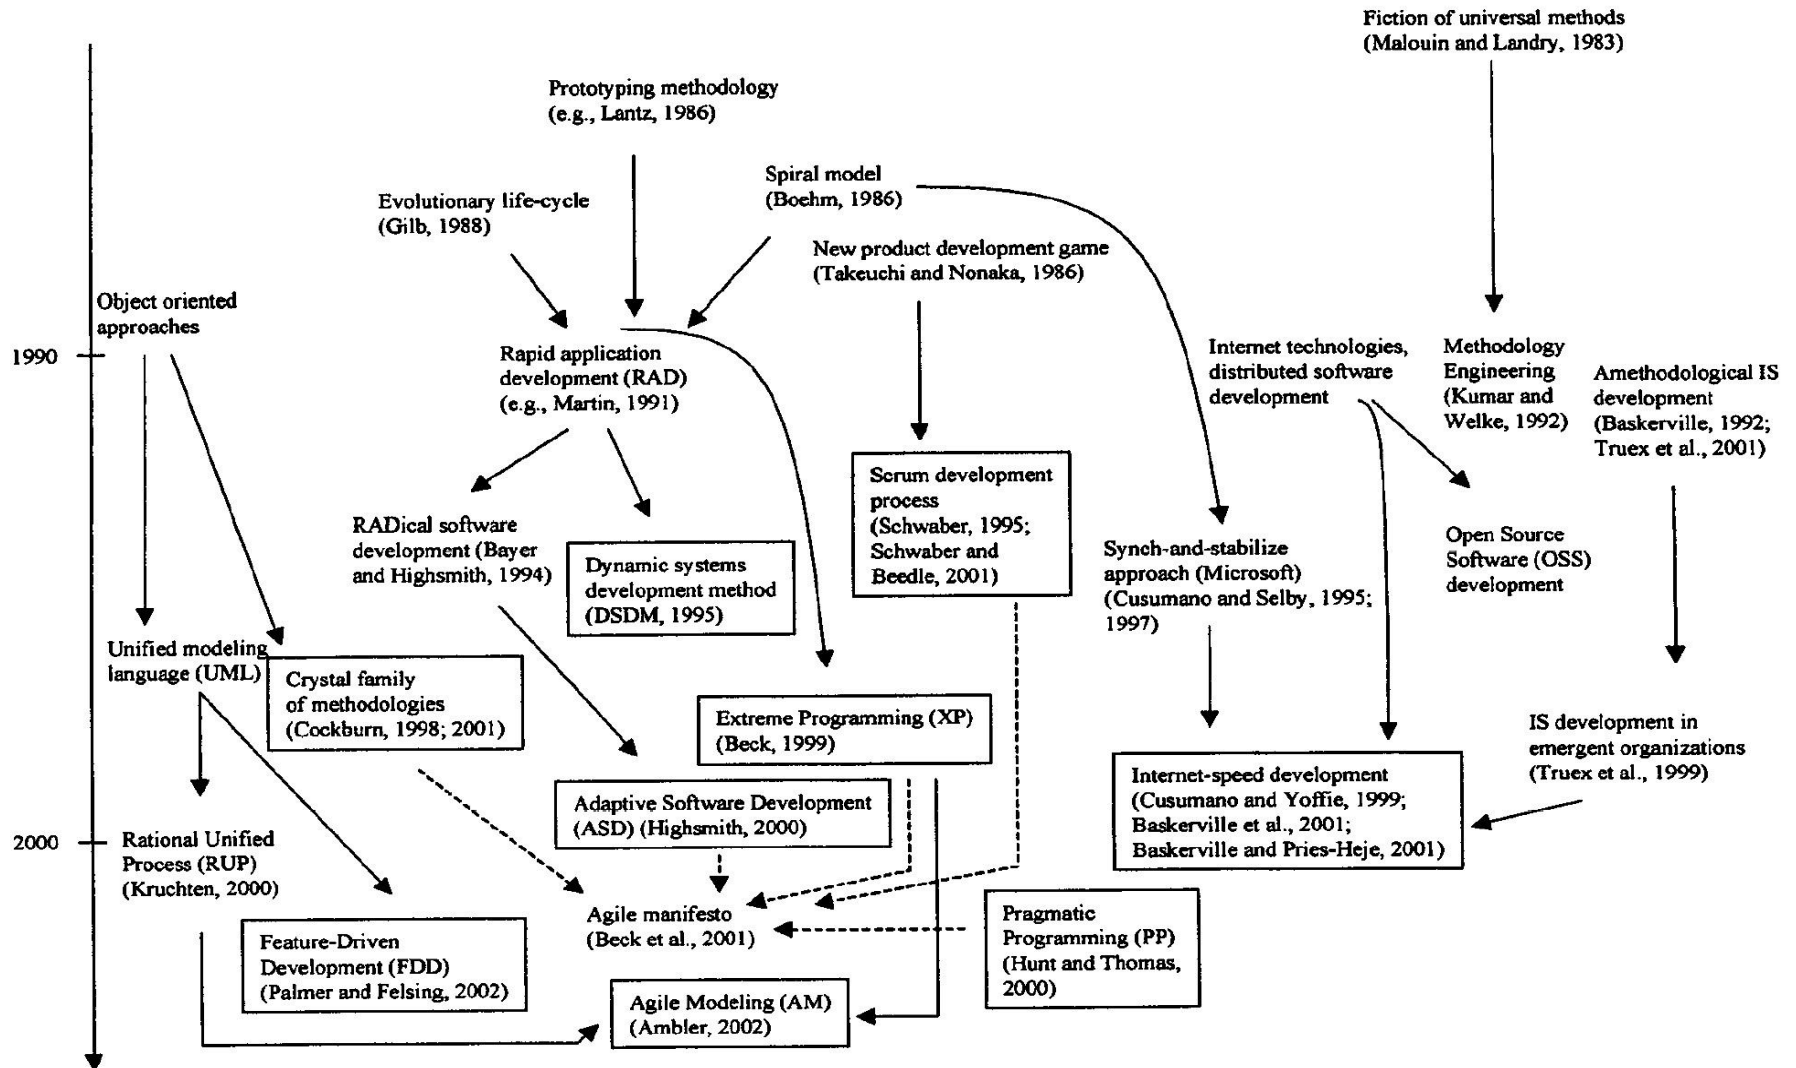 Fiction of universal methods
(Malouin and Landry, 1983)
Prototyping methodology
(e.g., Lantz, 1986)
Spiral model
(Boehm, 1986)
Evolutionary life-cycle
(Gilb, 1988)
New product development game
(Takeuchi and Nonaka, 1986)
Object oriented
approaches
1990
Rapid application
development (RAD)
(e.g., Martin, 1991)
Internet technologies,
distributed software
development
Methodology
Engineering
(Kumar and
Welke, 1992)
Amethodological IS
development
(Baskerville, 1992;
Truex et al., 2001)
Scrum development
process
(Schwaber, 1995;
Schwaber and
Beedle, 2001)
RADical software
development (Bayer
and Highsmith, 1994)
Dynamic systems
development method
(DSDM, 1995)
Synch-and-stabilize
approach (Microsoft)
(Cusumano and Selby, 1995;
1997)
Open Source
Software (OSS)
development
Unified modeling
language (UML)
Crystal family
of methodologies
(Cockburn, 1998; 2001)
Extreme Programming (XP)
(Beck, 1999)
IS development in
emergent organizations
(Truex et al., 1999)
Adaptive Software Development
(ASD) (Highsmith, 2000)
Internet-speed development
(Cusumano and Yoffie, 1999;
Baskerville et al., 2001;
Baskerville and Pries-Heje, 2001)
2000
Rational Unified
Process (RUP)
(Kruchten, 2000)
Agile manifesto
(Beck et al., 2001)
Pragmatic
Programming (PP)
(Hunt and Thomas,
2000)
Feature-Driven
Development (FDD)
(Palmer and Felsing, 2002)
Agile Modeling (AM)
(Ambler, 2002)